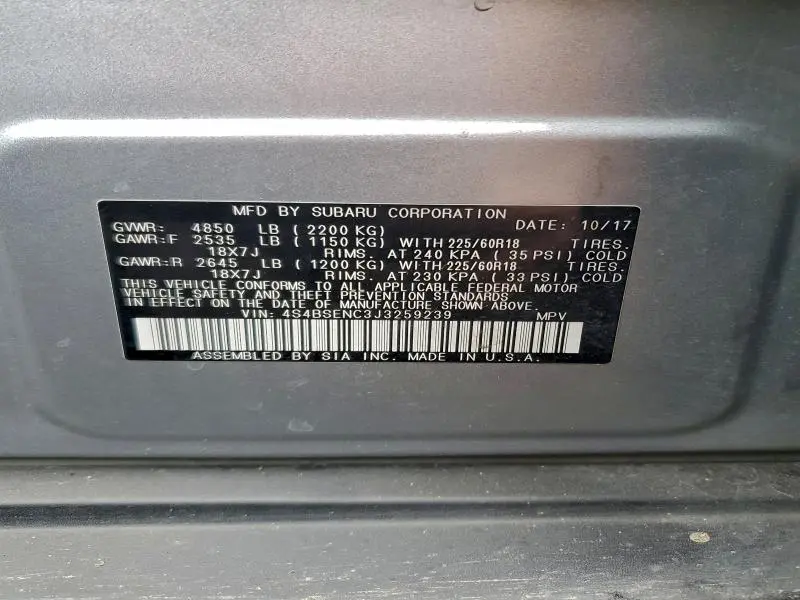 MFD BY SUBARU CORPORATION DATE: 10/17
GVWR: 4850 LB ( 2200 KG)
GAWR:F 2535 LB ( 1150 KG) WITH 225/60R18 TIRES.
18X7J RIMS. AT 240 KPA ( 35 PSI) COLD
GAWR:R 2645 LB ( 1200 KG) WITH 225/60R18 TIRES.
18X7J RIMS. AT 230 KPA ( 33 PSI) COLD
THIS VEHICLE CONFORMS TO ALL APPLICABLE FEDERAL MOTOR
VEHICLE SAFETY AND THEFT PREVENTION STANDARDS
IN EFFECT ON THE DATE OF MANUFACTURE SHOWN ABOVE.
VIN: 4S4BSENC3J3259239 MPV
ASSEMBLED BY SIA INC. MADE IN U.S.A.